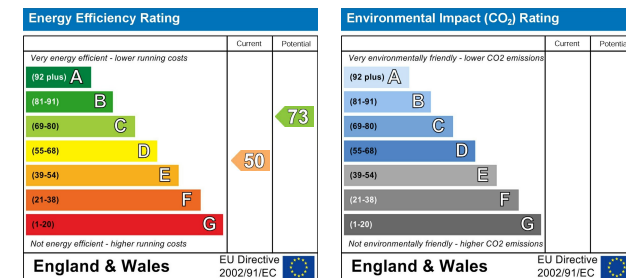 Energy Efficiency Rating
Current Potential
Very energy efficient - lower running costs
(92 plus) A
(81-91) B
(69-80) C
73
(55-68) D
50
(39-54) E
(21-38) F
(1-20) G
Not energy efficient - higher running costs
England & Wales
EU Directive
2002/91/EC
Environmental Impact (CO2) Rating
Current Potential
Very environmentally friendly - lower CO2 emissions
(92 plus) A
(81-91) B
(69-80) C
(55-68) D
(39-54) E
(21-38) F
(1-20) G
Not environmentally friendly - higher CO2 emissions
England & Wales
EU Directive
2002/91/EC